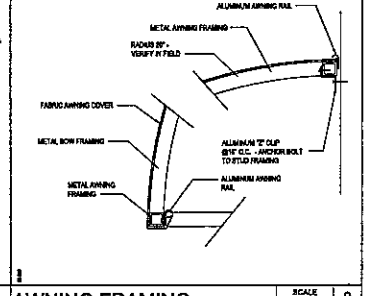 ALUMINUM AWNING RAIL
METAL AWNING FRAMING
RADIUS 20" -
VERIFY IN FIELD
FABRIC AWNING COVER
METAL BOW FRAMING
ALUMINUM "Z" CLIP
@16" O.C. - ANCHOR BOLT
TO STUD FRAMING
METAL AWNING
FRAMING
ALUMINUM AWNING
RAIL
AWNING FRAMING
SCALE